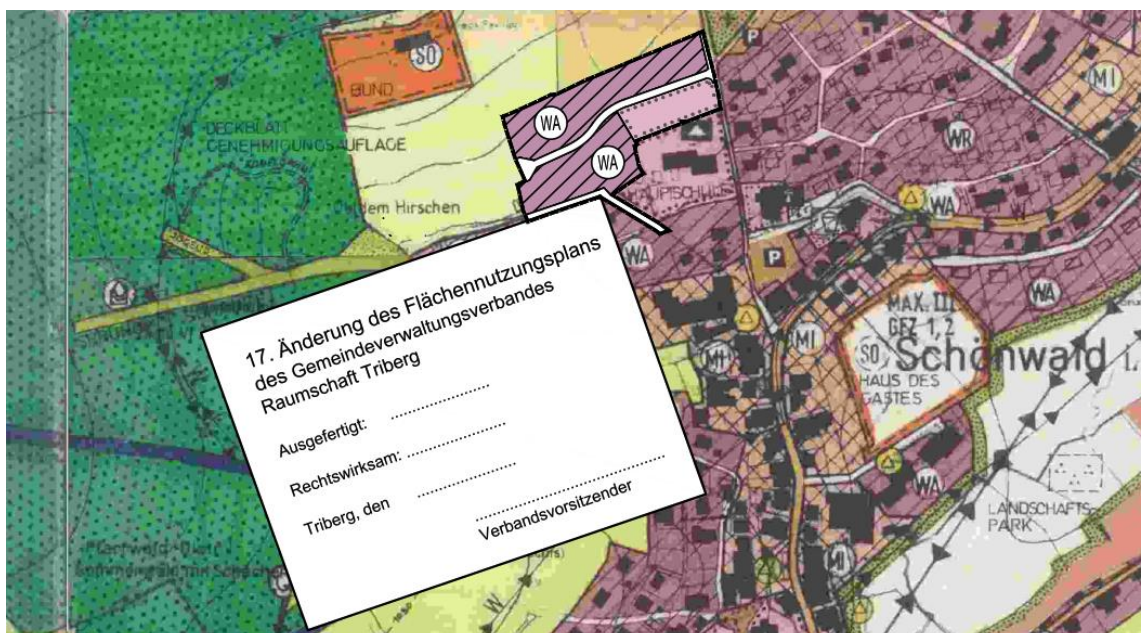 SO
BUND
P
MI
DECKBLATT
GENEHMIGUNGSAUFLAGE
WA
WA
WR
HAUPTSCHULE
dem Hirschen
WA
WA
P
WA
MAX. III
GFZ 1,2
SO
Schönwald i.
HAUS DES
GASTES
MI
MI
17. Änderung des Flächennutzungsplans
des Gemeindeverwaltungsverbandes
Raumschaft Triberg
Ausgefertigt: ....................
Rechtswirksam: ....................
Triberg, den ....................
....................
Verbandsvorsitzender
WA
LANDSCHAFTS-
PARK
MI
W